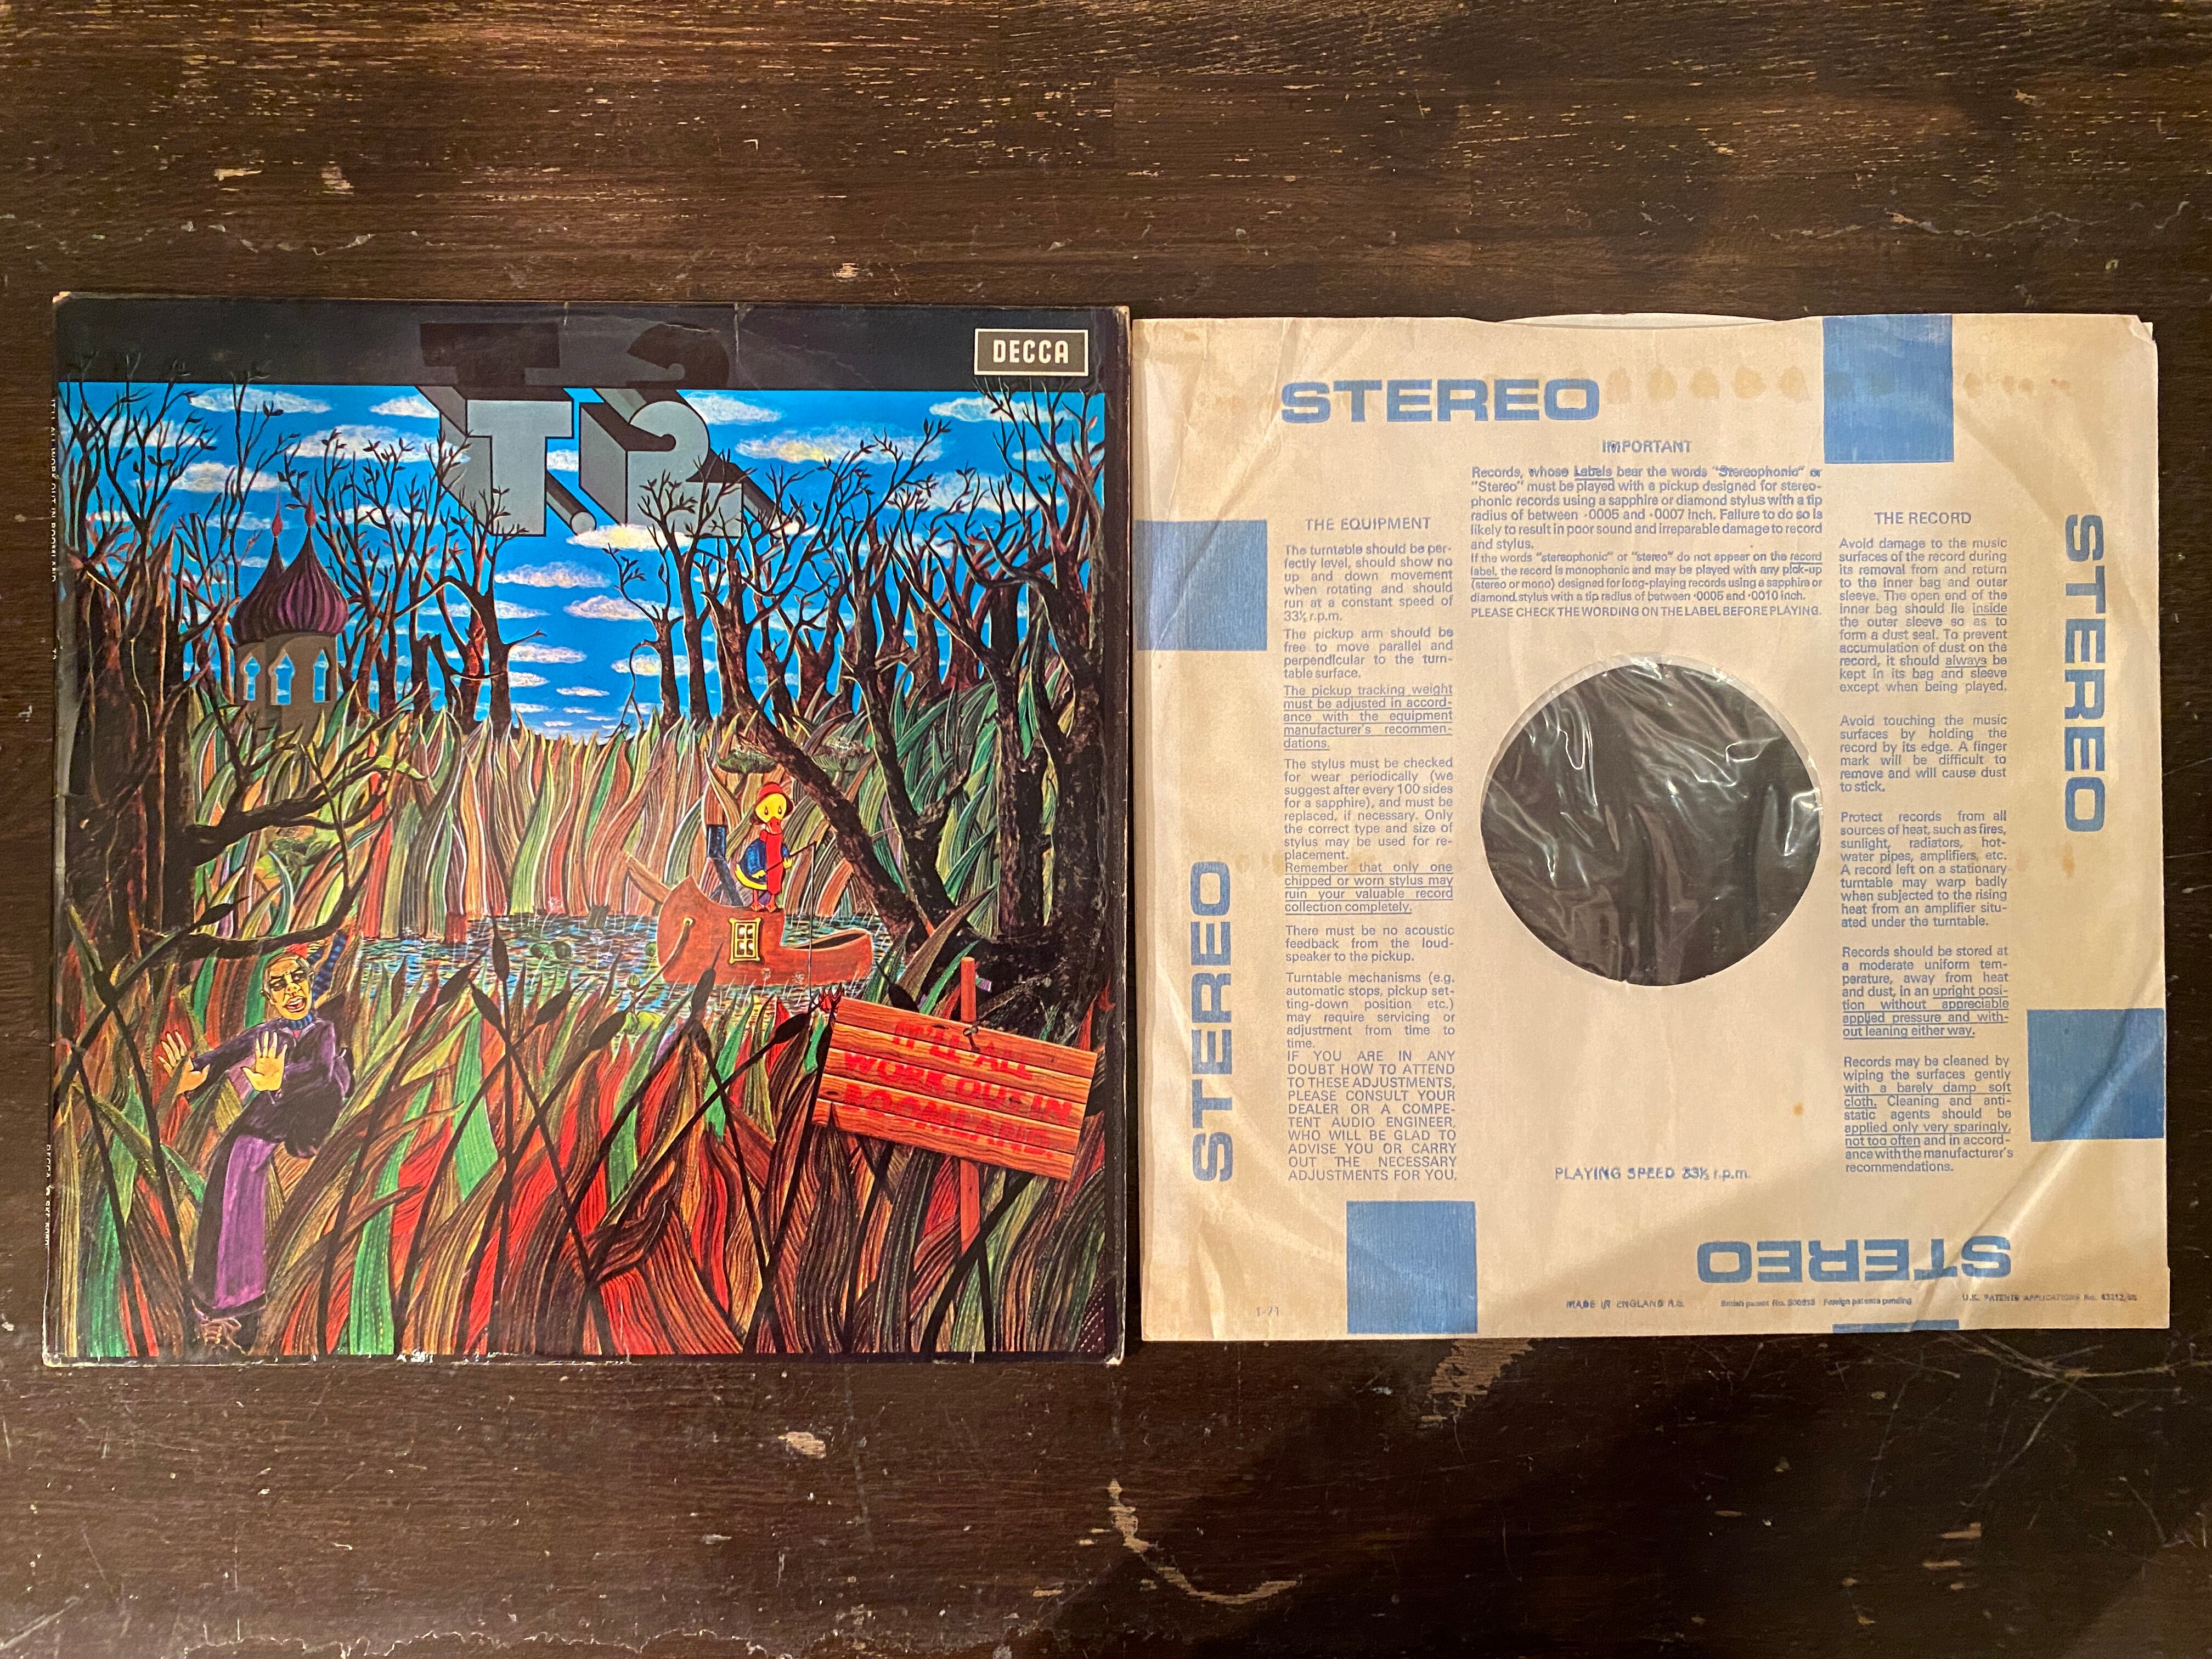 DECCA
T.2.
IT'LL ALL
WORK OUT IN
BOOMLAND.
STEREO
IMPORTANT
Records, whose Labels bear the words "Stereophonic" or
"Stereo" must be played with a pickup designed for stereo-
phonic records using a sapphire or diamond stylus with a tip
radius of between ·0005 and ·0007 inch. Failure to do so is
likely to result in poor sound and irreparable damage to record
and stylus.
If the words "stereophonic" or "stereo" do not appear on the record
label, the record is monophonic and may be played with any pick-up
(stereo or mono) designed for long-playing records using a sapphire or
diamond stylus with a tip radius of between ·0005 and ·0010 inch.
PLEASE CHECK THE WORDING ON THE LABEL BEFORE PLAYING.
THE EQUIPMENT
The turntable should be per-
fectly level, should show no
up and down movement
when rotating and should
run at a constant speed of
33⅓ r.p.m.
The pickup arm should be
free to move parallel and
perpendicular to the turn-
table surface.
The pickup tracking weight
must be adjusted in accord-
ance with the equipment
manufacturer's recommen-
dations.
The stylus must be checked
for wear periodically (we
suggest after every 100 sides
for a sapphire), and must be
replaced, if necessary. Only
the correct type and size of
stylus may be used for re-
placement.
Remember that only one
chipped or worn stylus may
ruin your valuable record
collection completely.
There must be no acoustic
feedback from the loud-
speaker to the pickup.
Turntable mechanisms (e.g.
automatic stops, pickup set-
ting-down position etc.)
may require servicing or
adjustment from time to
time.
IF YOU ARE IN ANY
DOUBT HOW TO ATTEND
TO THESE ADJUSTMENTS,
PLEASE CONSULT YOUR
DEALER OR A COMPE-
TENT AUDIO ENGINEER,
WHO WILL BE GLAD TO
ADVISE YOU OR CARRY
OUT THE NECESSARY
ADJUSTMENTS FOR YOU.
THE RECORD
Avoid damage to the music
surfaces of the record during
its removal from and return
to the inner bag and outer
sleeve. The open end of the
inner bag should lie inside
the outer sleeve so as to
form a dust seal. To prevent
accumulation of dust on the
record, it should always be
kept in its bag and sleeve
except when being played.
Avoid touching the music
surfaces by holding the
record by its edge. A finger
mark will be difficult to
remove and will cause dust
to stick.
Protect records from all
sources of heat, such as fires,
sunlight, radiators, hot-
water pipes, amplifiers, etc.
A record left on a stationary
turntable may warp badly
when subjected to the rising
heat from an amplifier situ-
ated under the turntable.
Records should be stored at
a moderate uniform tem-
perature, away from heat
and dust, in an upright posi-
tion without appreciable
applied pressure and with-
out leaning either way.
Records may be cleaned by
wiping the surfaces gently
with a barely damp soft
cloth. Cleaning and anti-
static agents should be
applied only very sparingly,
not too often and in accord-
ance with the manufacturer's
recommendations.
STEREO
STEREO
PLAYING SPEED 33⅓ r.p.m.
STEREO
1-71
MADE IN ENGLAND
British patent No. Foreign patents pending
U.K. PATENTS APPLICATIONS No.